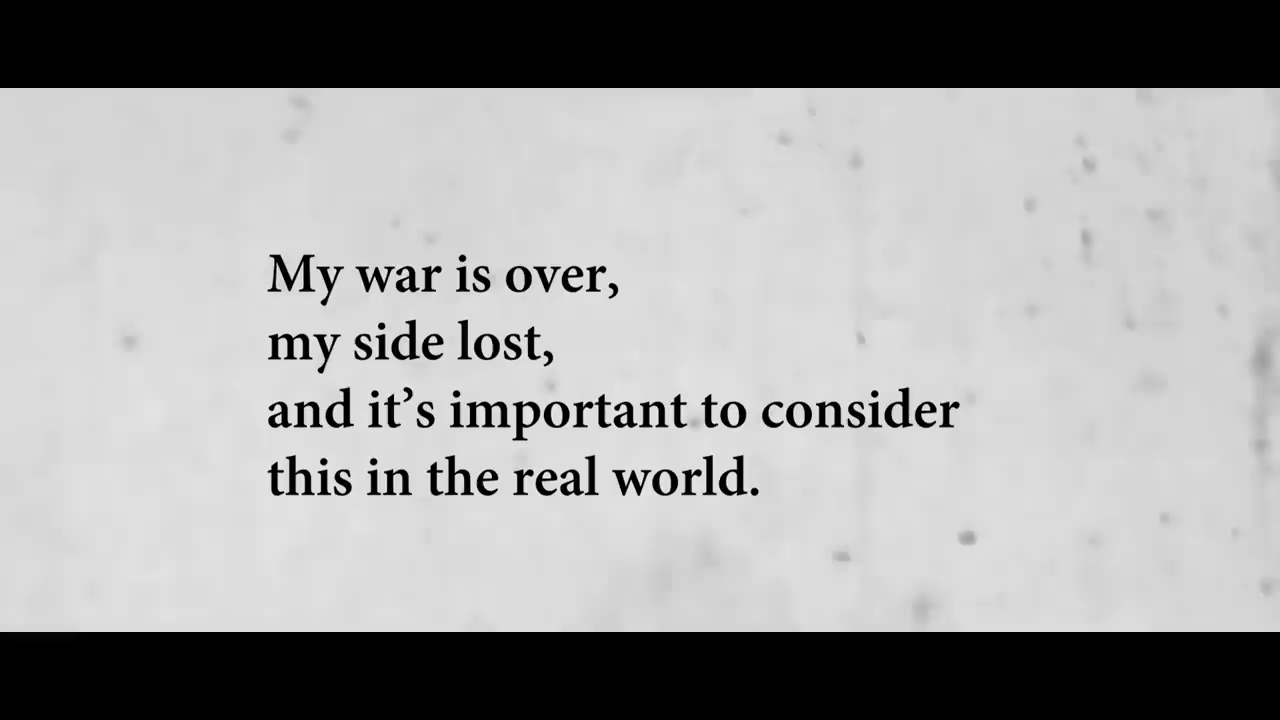 My war is over,
my side lost,
and it’s important to consider
this in the real world.